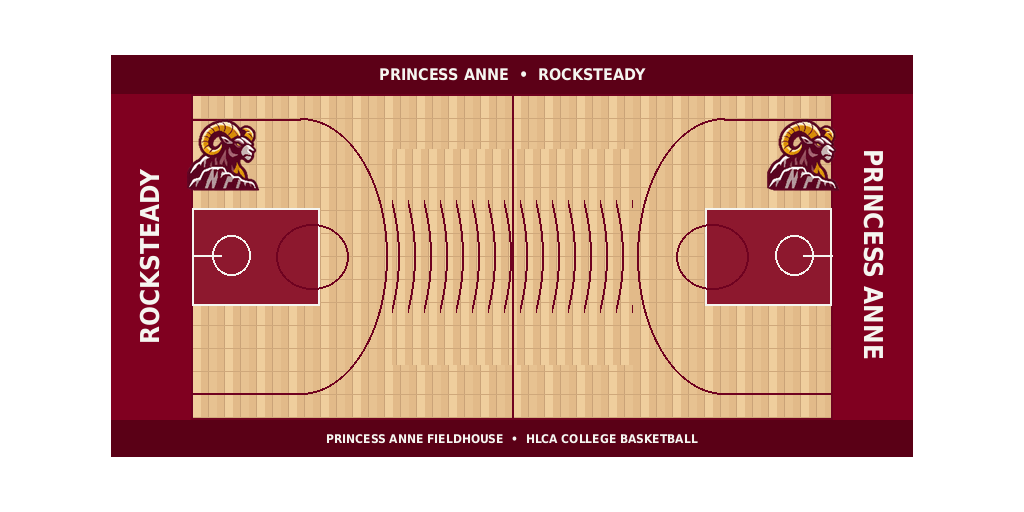 PRINCESS ANNE • ROCKSTEADY
ROCKSTEADY
PRINCESS ANNE
PRINCESS ANNE FIELDHOUSE • HLCA COLLEGE BASKETBALL